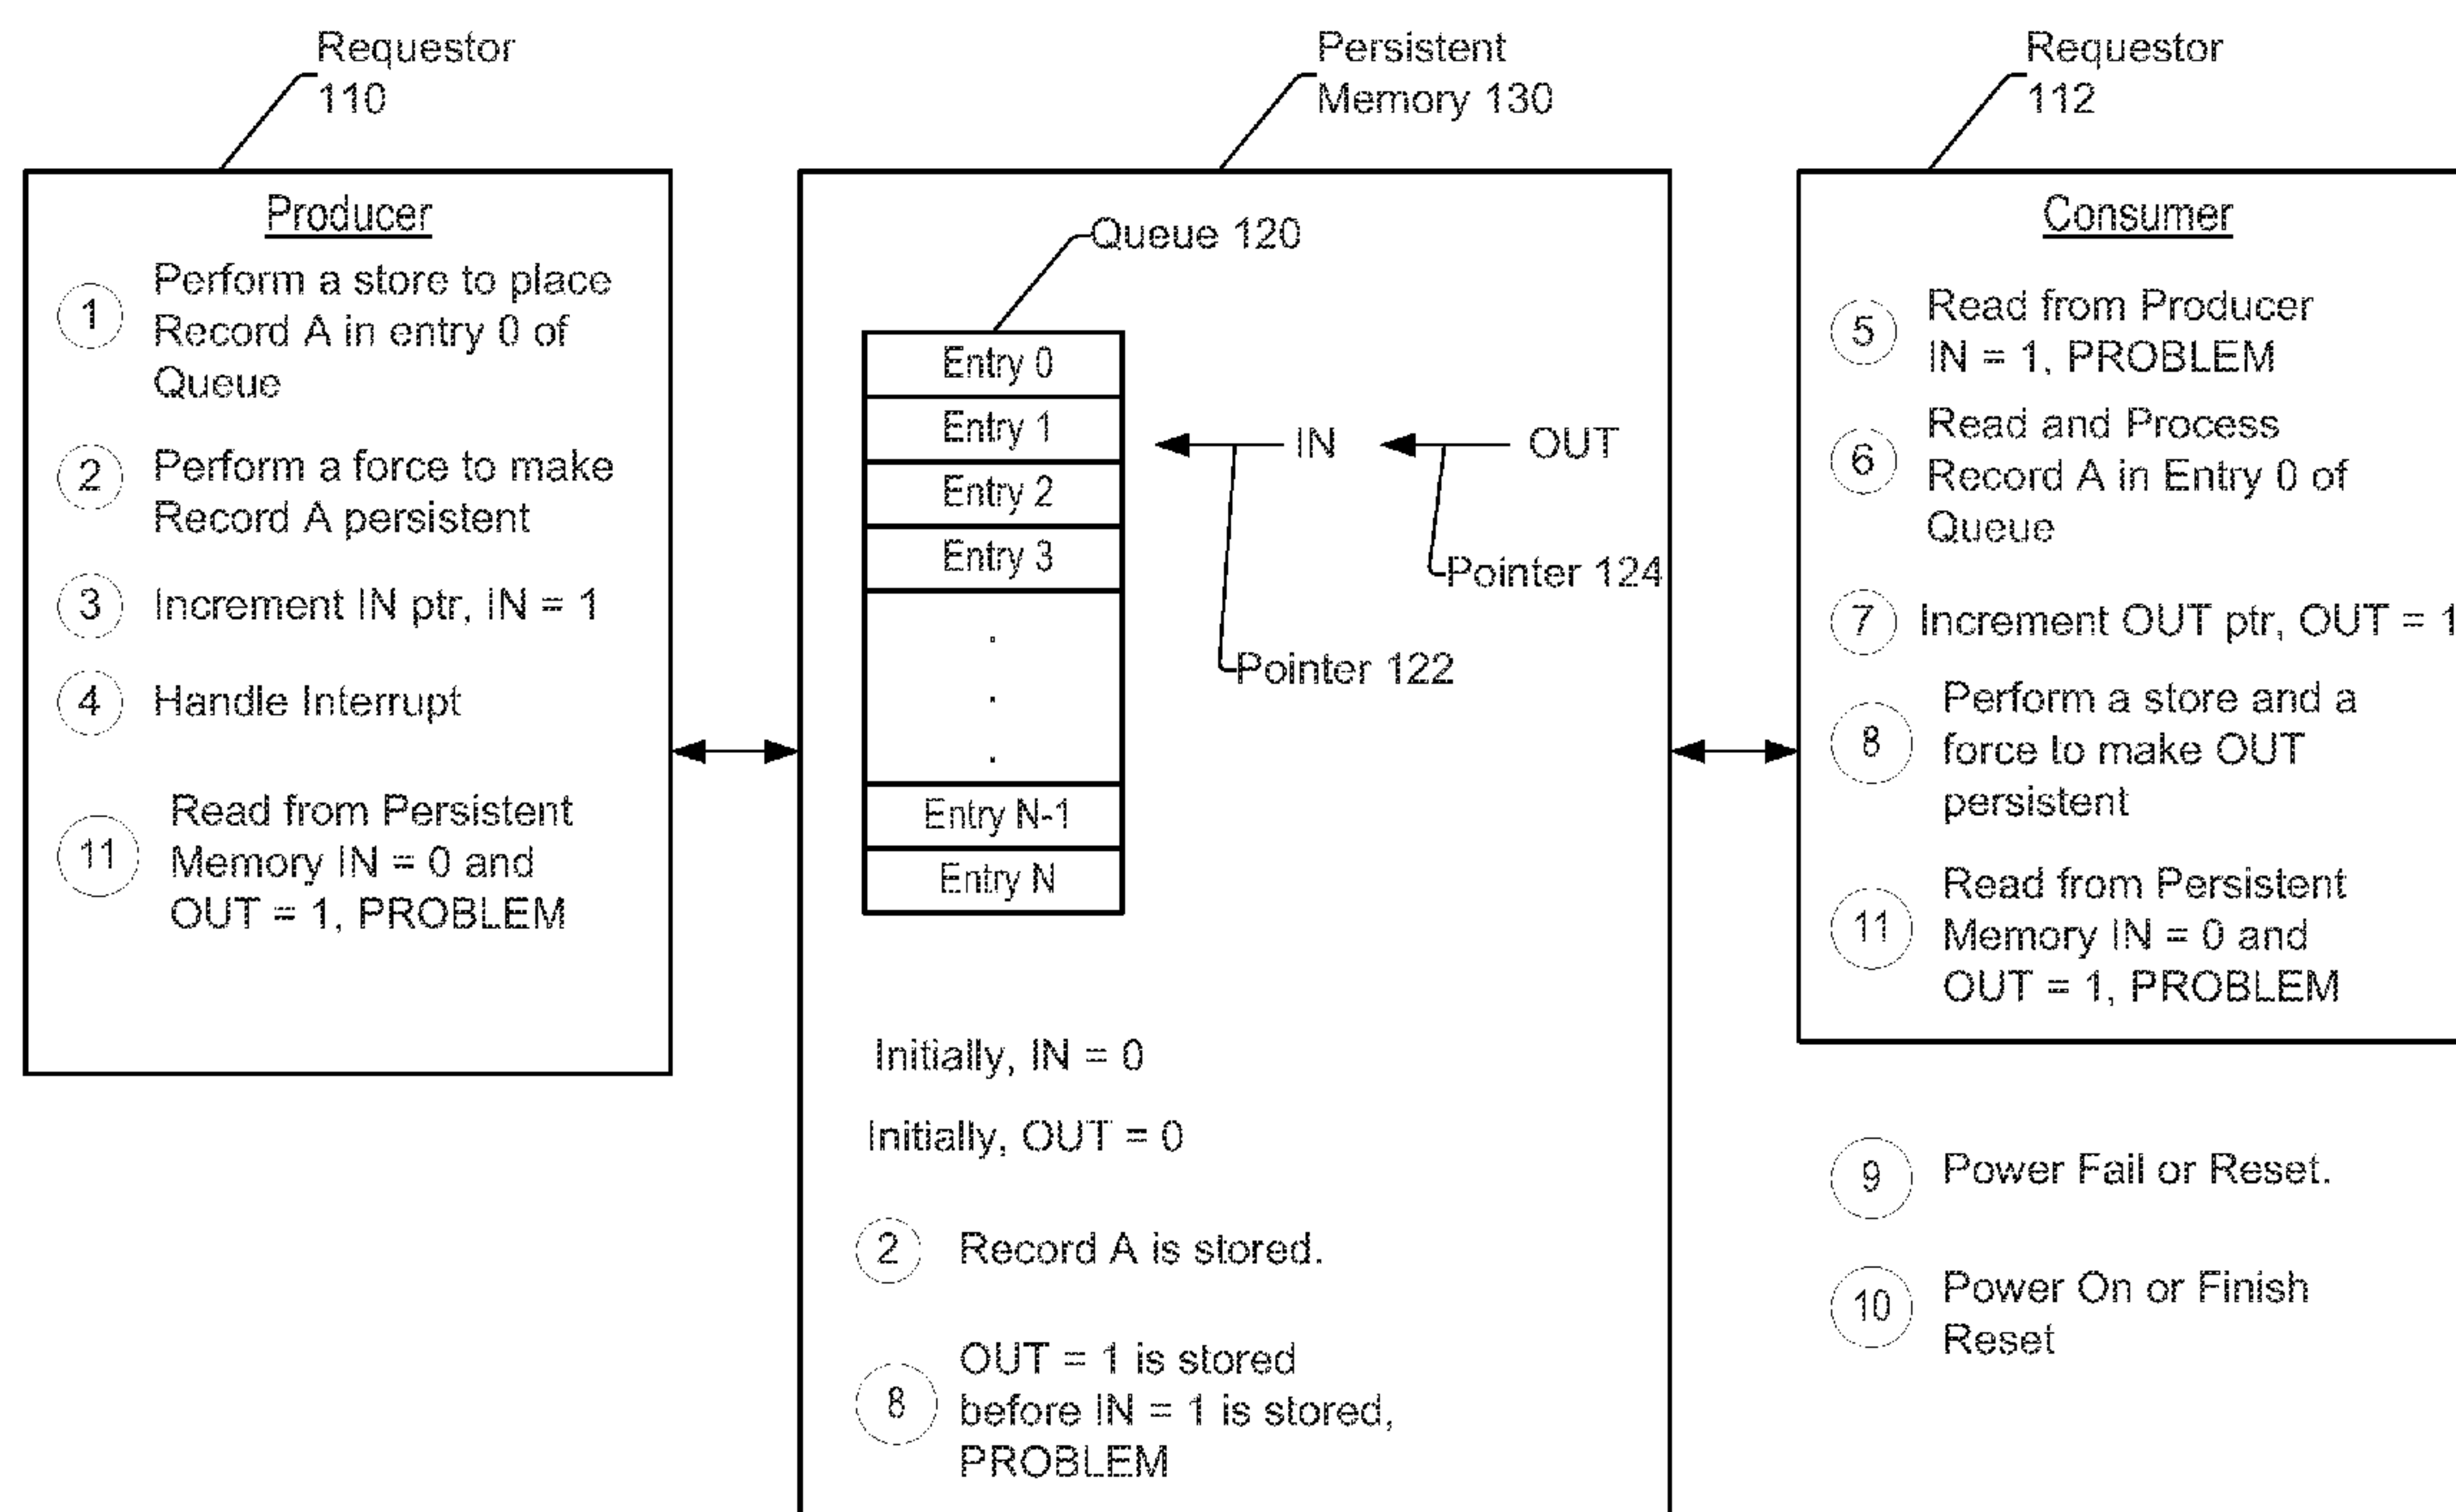 Requestor
110
Persistent
Memory 130
Requestor
112
Producer
1
Perform a store to place
Record A in entry 0 of
Queue
2
Perform a force to make
Record A persistent
3
Increment IN ptr, IN = 1
4
Handle Interrupt
11
Read from Persistent
Memory IN = 0 and
OUT = 1, PROBLEM
Queue 120
Entry 0
Entry 1
Entry 2
Entry 3
.
.
.
Entry N-1
Entry N
IN
OUT
Pointer 124
Pointer 122
Initially, IN = 0
Initially, OUT = 0
2
Record A is stored.
8
OUT = 1 is stored
before IN = 1 is stored,
PROBLEM
Consumer
5
Read from Producer
IN = 1, PROBLEM
6
Read and Process
Record A in Entry 0 of
Queue
7
Increment OUT ptr, OUT = 1
8
Perform a store and a
force to make OUT
persistent
11
Read from Persistent
Memory IN = 0 and
OUT = 1, PROBLEM
9
Power Fail or Reset.
10
Power On or Finish
Reset